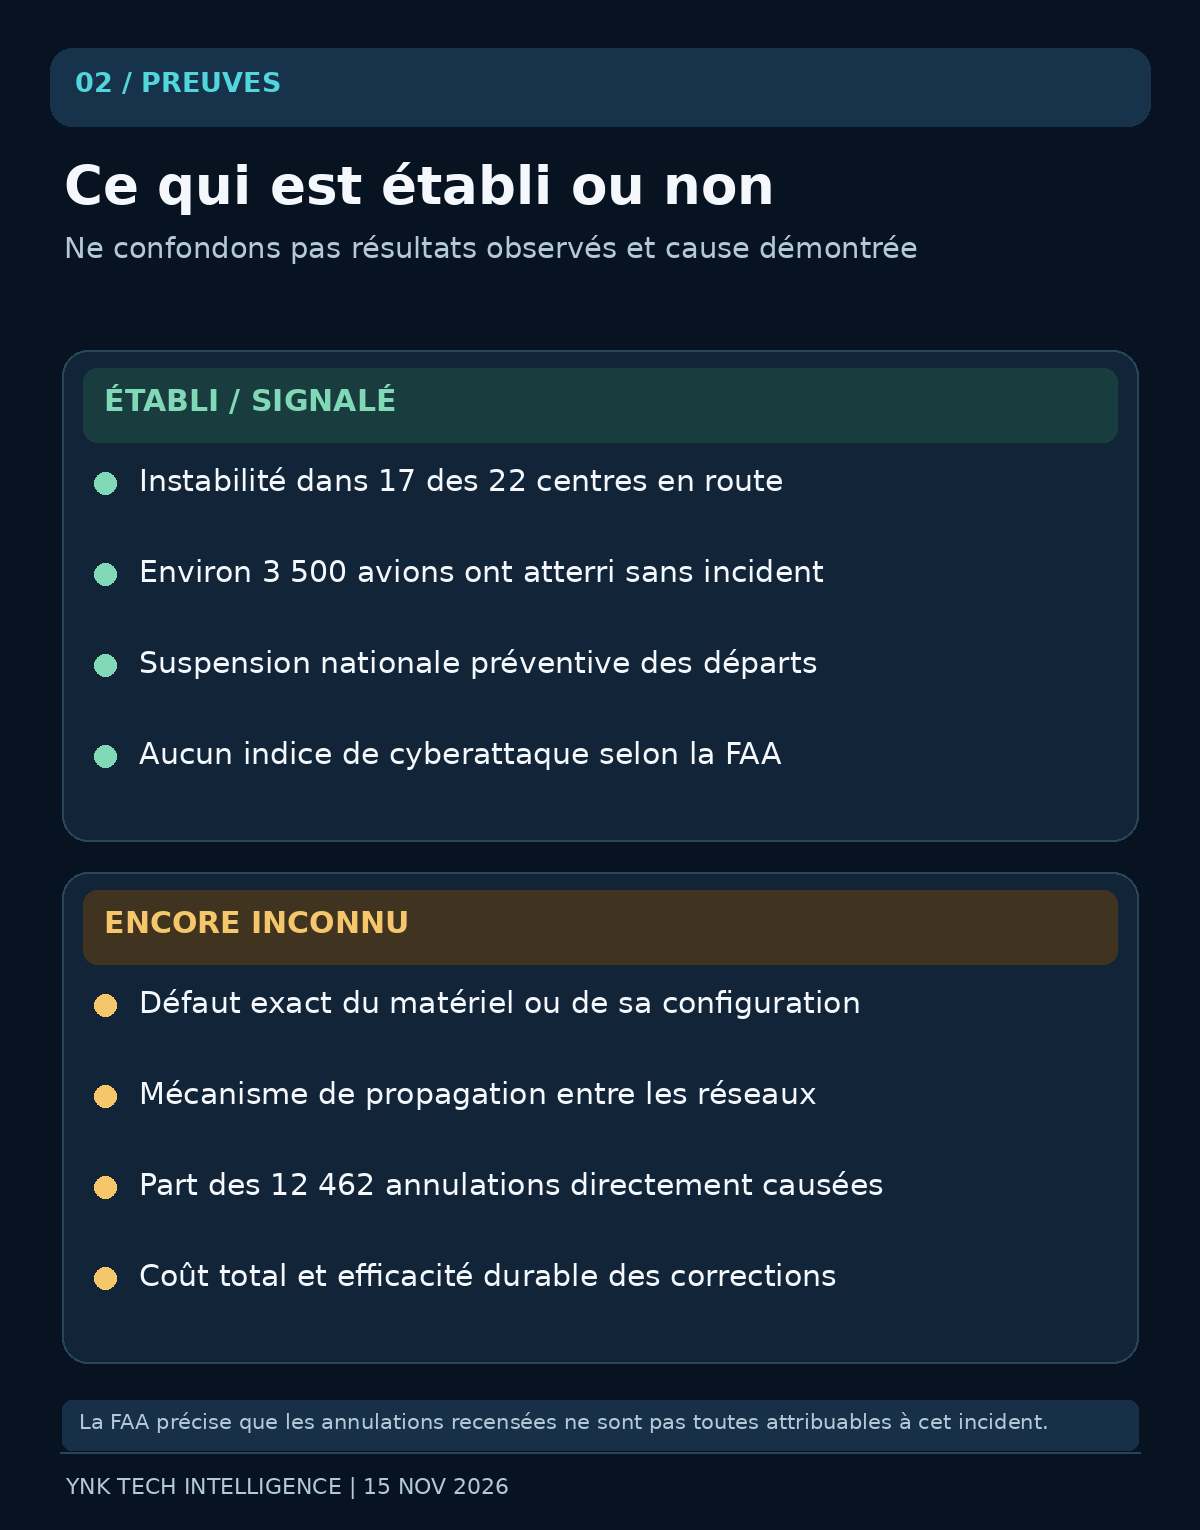 02 / PREUVES
Ce qui est établi ou non
Ne confondons pas résultats observés et cause démontrée
ÉTABLI / SIGNALÉ
Instabilité dans 17 des 22 centres en route
Environ 3 500 avions ont atterri sans incident
Suspension nationale préventive des départs
Aucun indice de cyberattaque selon la FAA
ENCORE INCONNU
Défaut exact du matériel ou de sa configuration
Mécanisme de propagation entre les réseaux
Part des 12 462 annulations directement causées
Coût total et efficacité durable des corrections
La FAA précise que les annulations recensées ne sont pas toutes attribuables à cet incident.
YNK TECH INTELLIGENCE | 15 NOV 2026